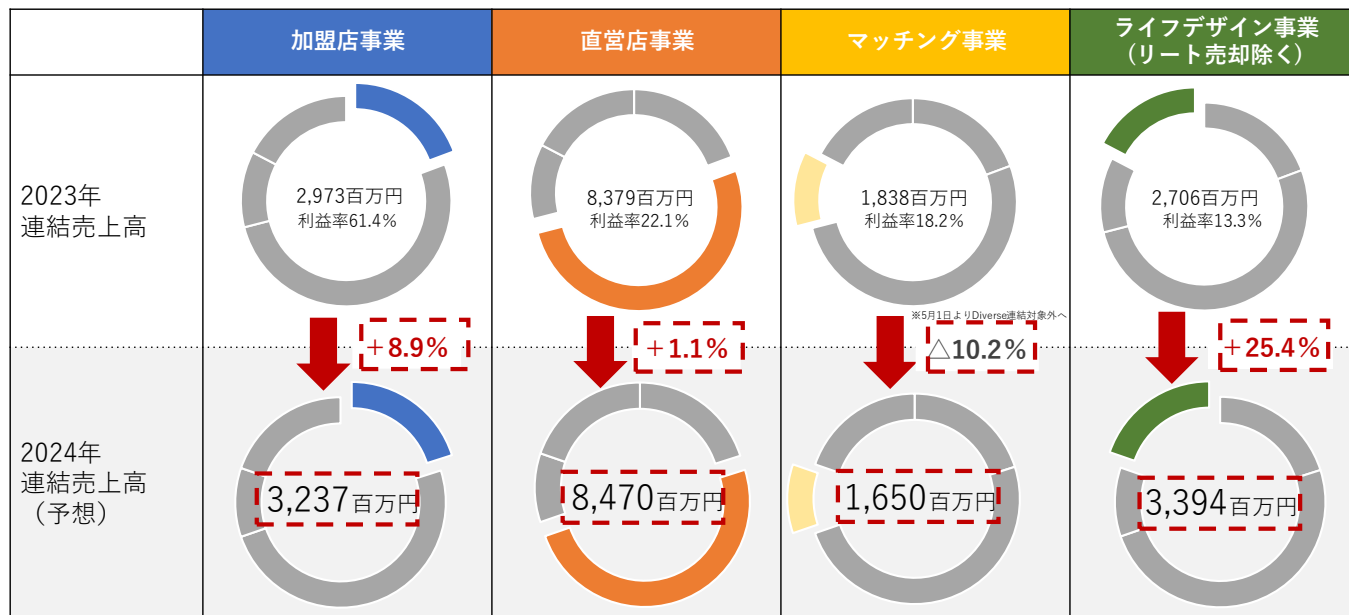 加盟店事業
直営店事業
マッチング事業
ライフデザイン事業
(リート売却除く)
2023年
連結売上高
2,973百万円
利益率61.4%
8,379百万円
利益率22.1%
1,838百万円
利益率18.2%
2,706百万円
利益率13.3%
※5月1日よりDiverse連結対象外へ
+8.9%
+1.1%
△10.2%
+25.4%
2024年
連結売上高
(予想)
3,237百万円
8,470百万円
1,650百万円
3,394百万円